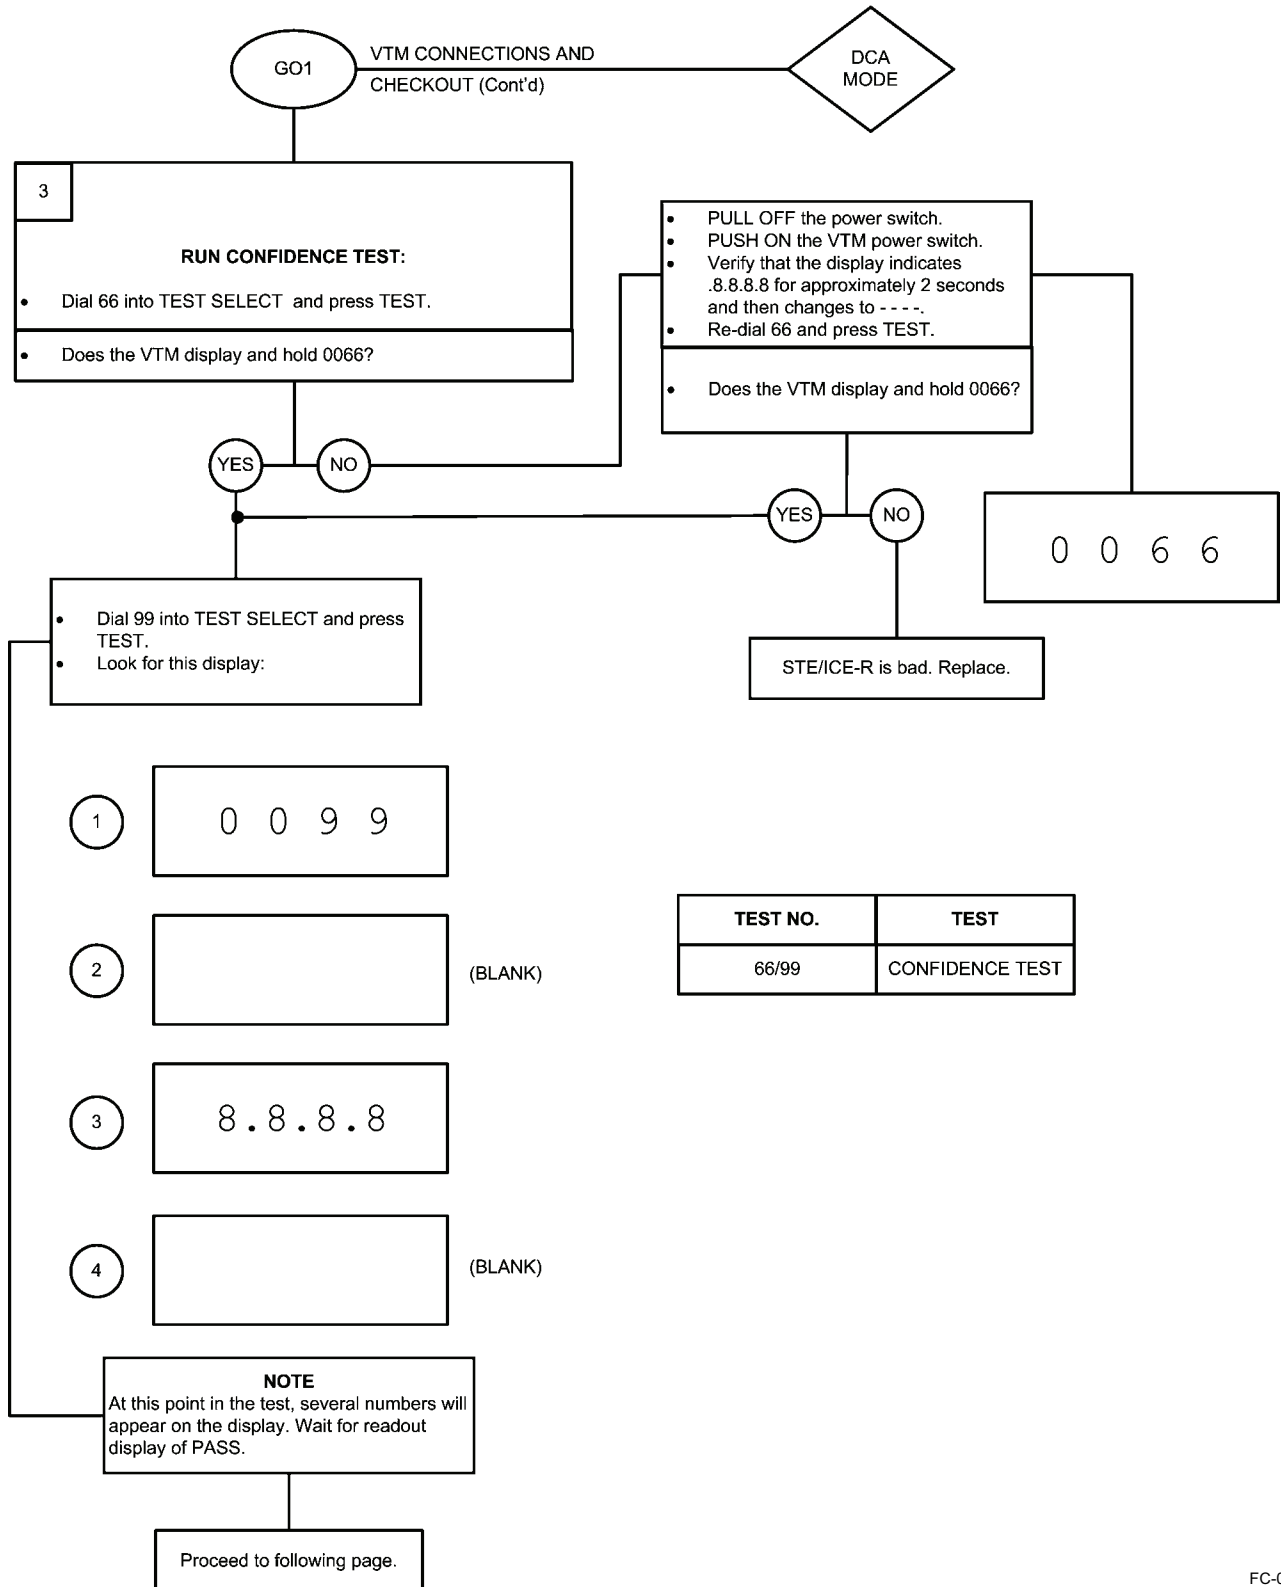 GO1
VTM CONNECTIONS AND
CHECKOUT (Cont'd)
DCA
MODE
3
RUN CONFIDENCE TEST:
• Dial 66 into TEST SELECT and press TEST.
• Does the VTM display and hold 0066?
YES
NO
• PULL OFF the power switch.
• PUSH ON the VTM power switch.
• Verify that the display indicates
.8.8.8.8 for approximately 2 seconds
and then changes to - - - -.
• Re-dial 66 and press TEST.
• Does the VTM display and hold 0066?
YES
NO
0 0 6 6
STE/ICE-R is bad. Replace.
• Dial 99 into TEST SELECT and press
TEST.
• Look for this display:
1
0 0 9 9
2
(BLANK)
3
8.8.8.8
4
(BLANK)
TEST NO. TEST
66/99 CONFIDENCE TEST
NOTE
At this point in the test, several numbers will
appear on the display. Wait for readout
display of PASS.
Proceed to following page.